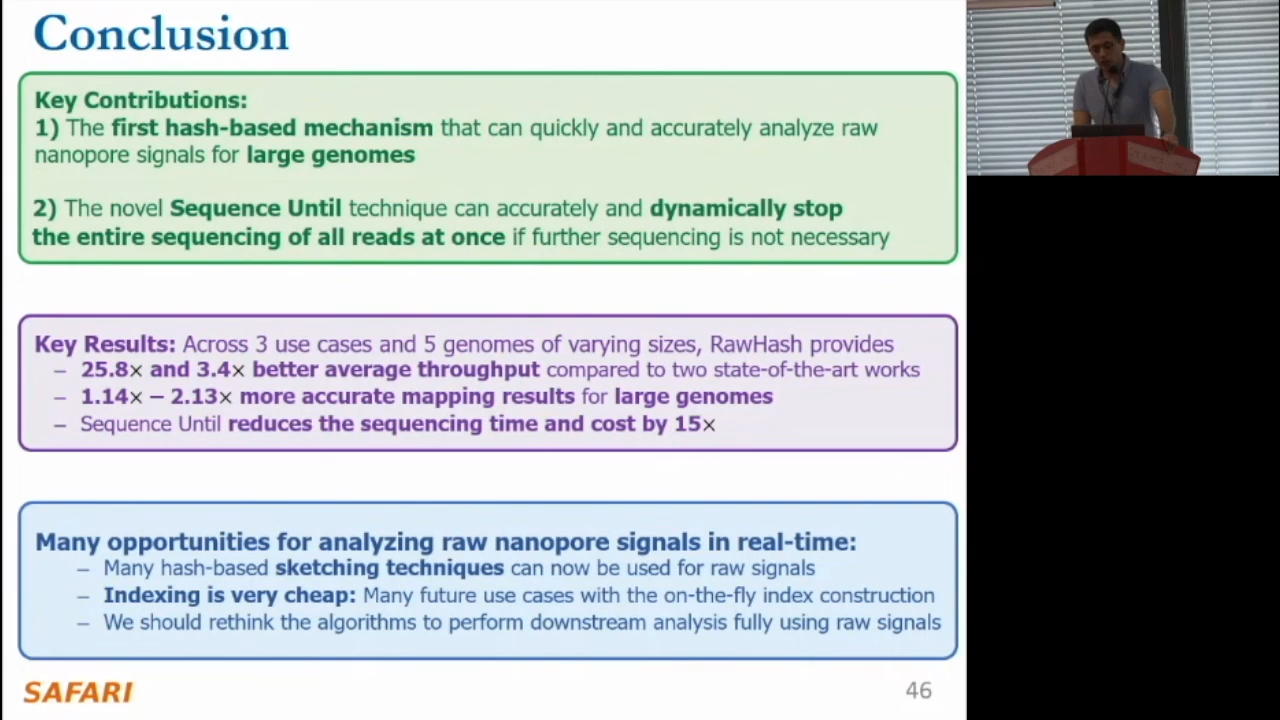 Conclusion
Key Contributions:
1) The first hash-based mechanism that can quickly and accurately analyze raw
nanopore signals for large genomes
2) The novel Sequence Until technique can accurately and dynamically stop
the entire sequencing of all reads at once if further sequencing is not necessary
Key Results: Across 3 use cases and 5 genomes of varying sizes, RawHash provides
– 25.8× and 3.4× better average throughput compared to two state-of-the-art works
– 1.14× – 2.13× more accurate mapping results for large genomes
– Sequence Until reduces the sequencing time and cost by 15×
Many opportunities for analyzing raw nanopore signals in real-time:
– Many hash-based sketching techniques can now be used for raw signals
– Indexing is very cheap: Many future use cases with the on-the-fly index construction
– We should rethink the algorithms to perform downstream analysis fully using raw signals
SAFARI
46